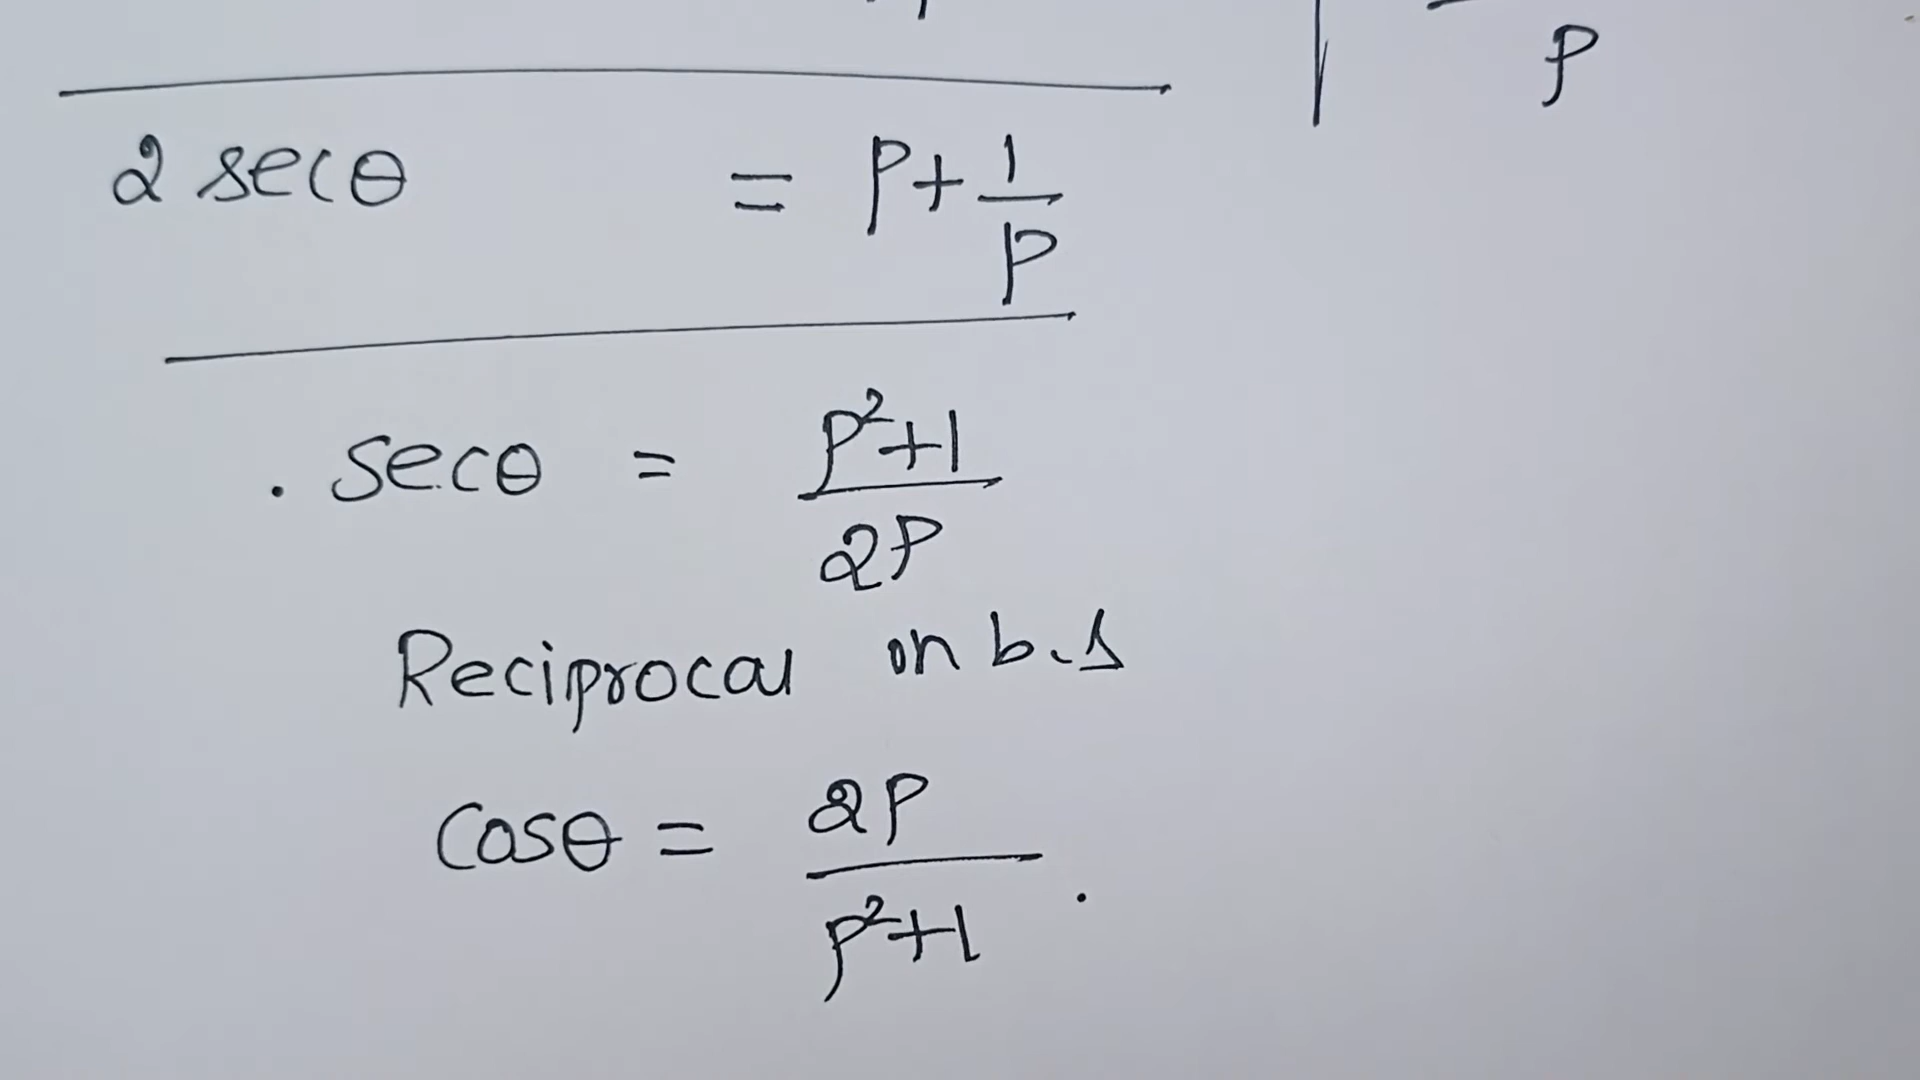 2 secθ = P + 1/P
. secθ = P²+1/2P
Reciprocal on b.s
Cosθ = 2P/P²+1 .
P